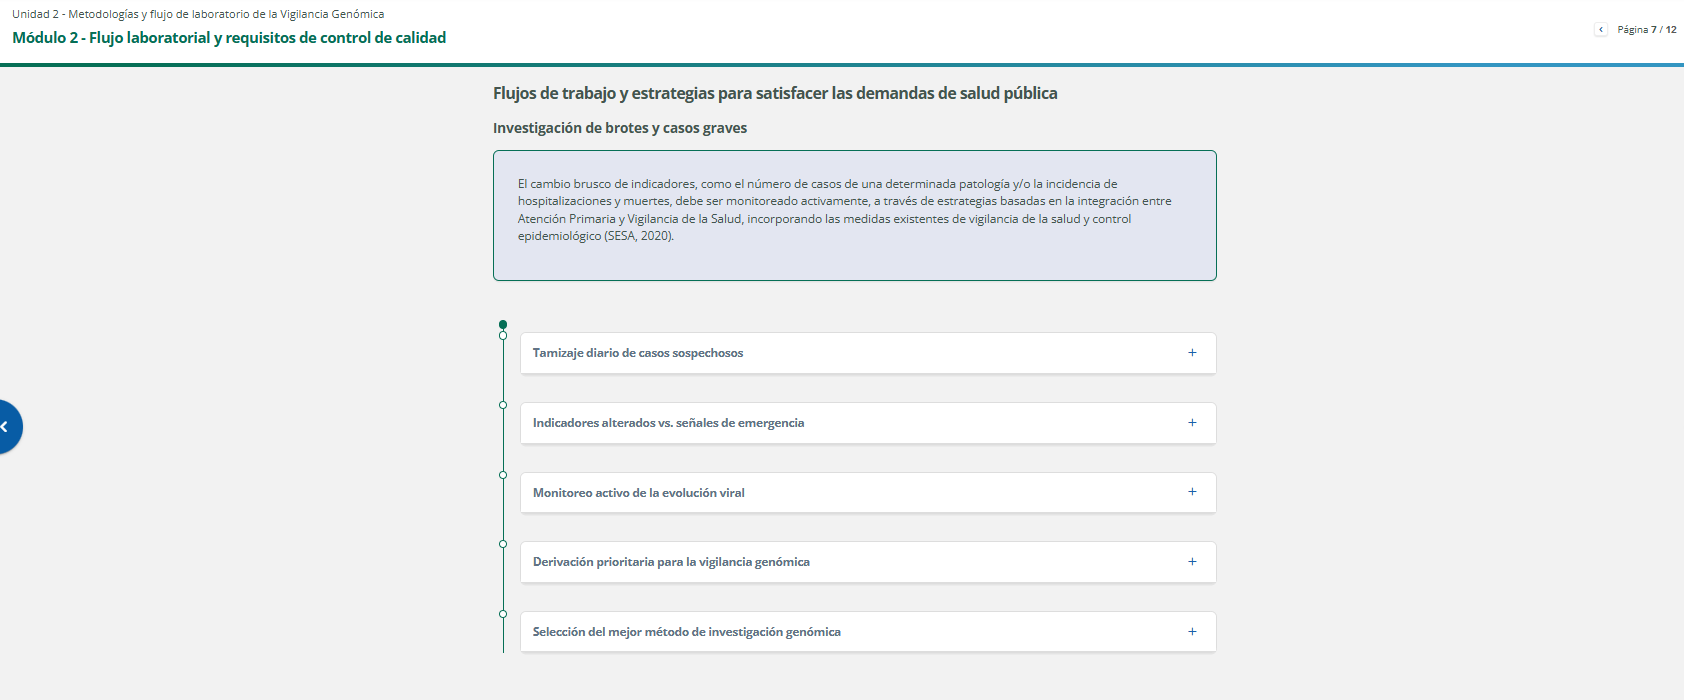 Unidad 2 - Metodologías y flujo de laboratorio de la Vigilancia Genómica
Módulo 2 - Flujo laboratorial y requisitos de control de calidad
Página 7 / 12
Flujos de trabajo y estrategias para satisfacer las demandas de salud pública
Investigación de brotes y casos graves
El cambio brusco de indicadores, como el número de casos de una determinada patología y/o la incidencia de
hospitalizaciones y muertes, debe ser monitoreado activamente, a través de estrategias basadas en la integración entre
Atención Primaria y Vigilancia de la Salud, incorporando las medidas existentes de vigilancia de la salud y control
epidemiológico (SESA, 2020).
Tamizaje diario de casos sospechosos +
Indicadores alterados vs. señales de emergencia +
Monitoreo activo de la evolución viral +
Derivación prioritaria para la vigilancia genómica +
Selección del mejor método de investigación genómica +